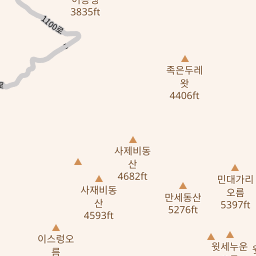 3835ft
1100로
족은두레
왓
4406ft
사제비동
산
4682ft
민대가리
오름
5397ft
사재비동
산
4593ft
만세동산
5276ft
이스렁오
름
윗세누운